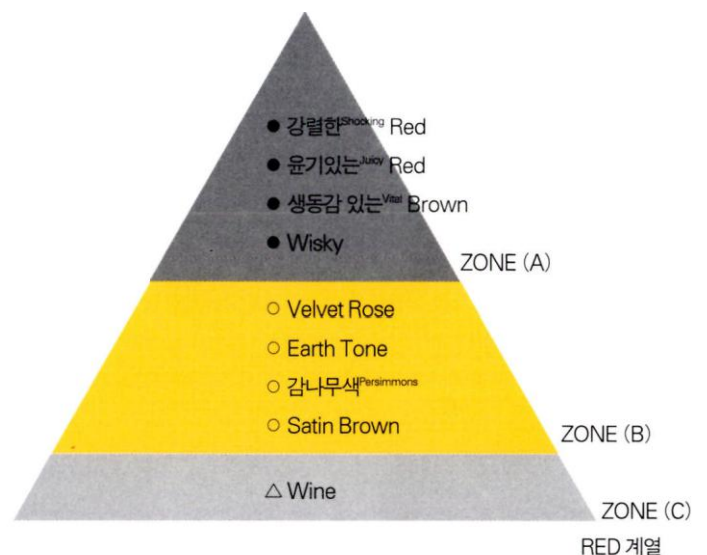 ● 강렬한Shocking Red
● 윤기있는Juicy Red
● 생동감 있는Vital Brown
● Wisky
ZONE (A)
○ Velvet Rose
○ Earth Tone
○ 감나무색Persimmons
○ Satin Brown
ZONE (B)
△ Wine
ZONE (C)
RED 계열